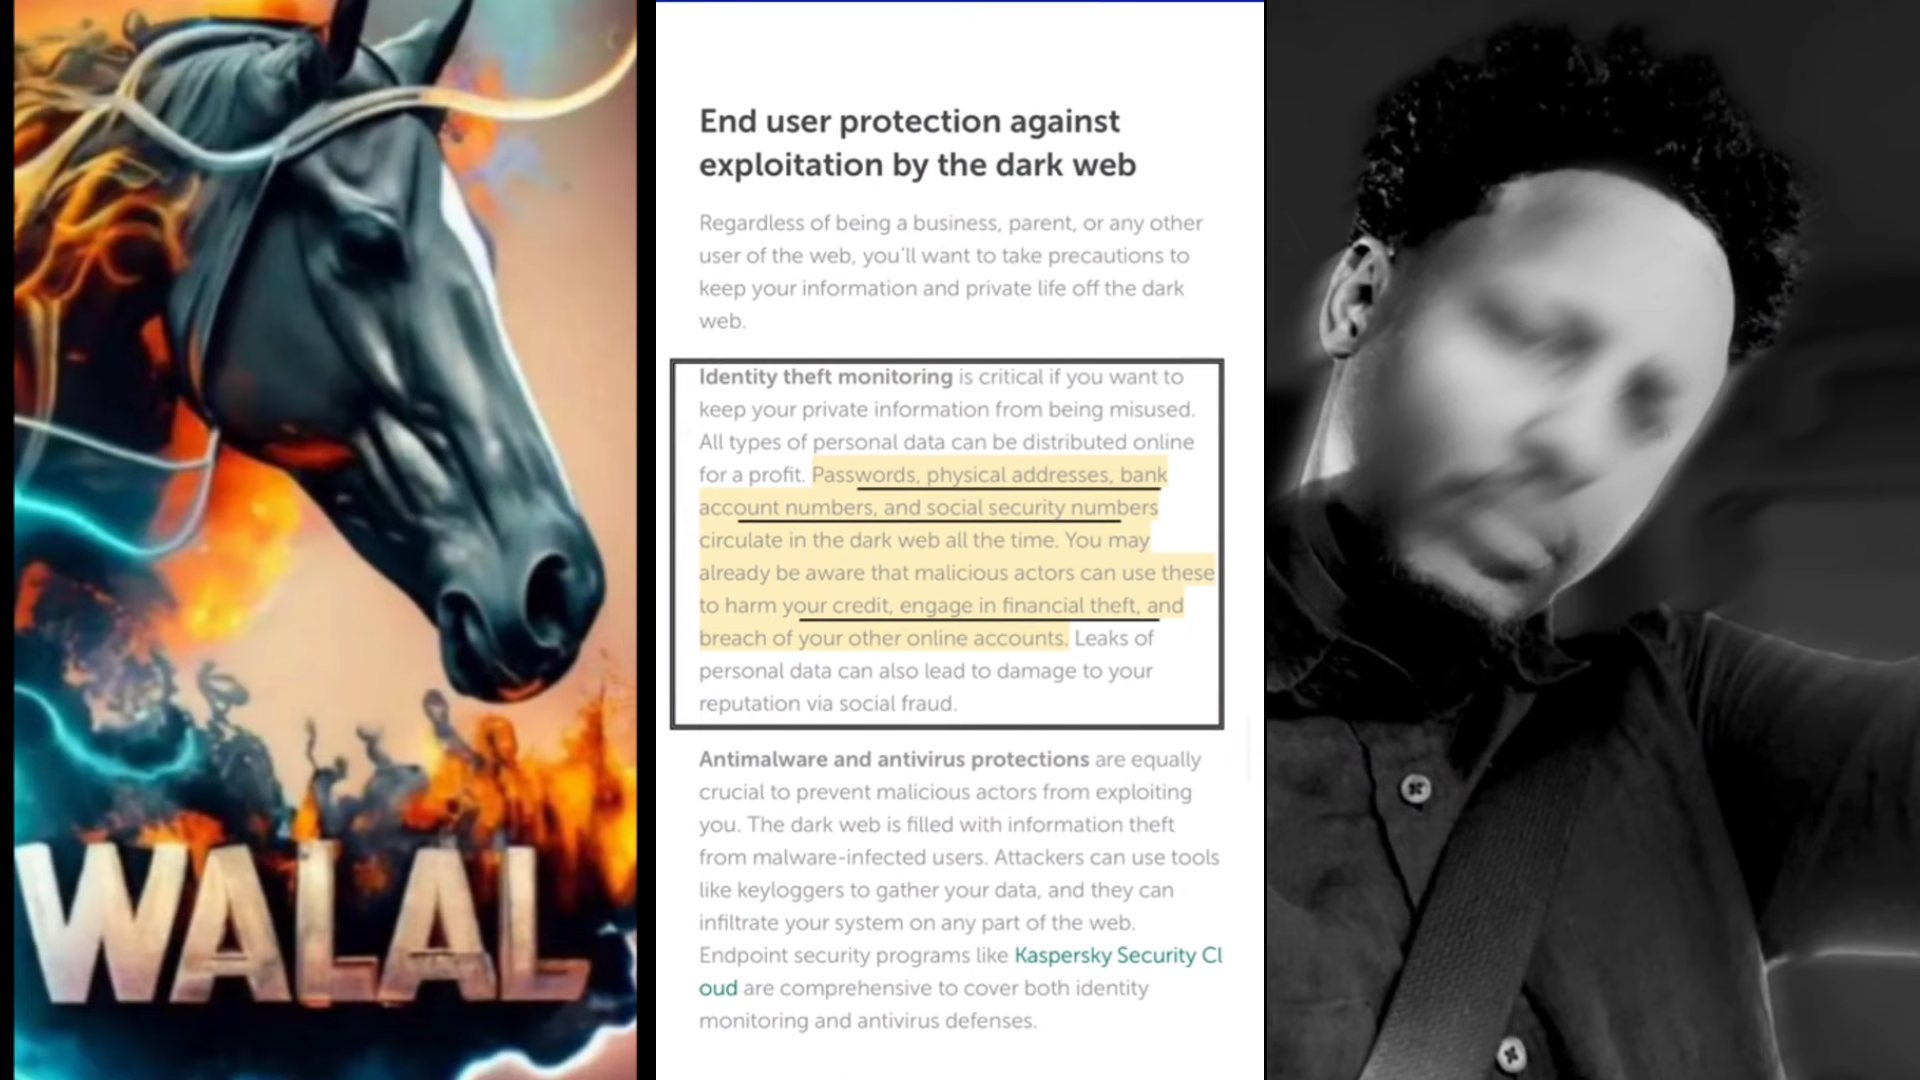 WALAL
End user protection against
exploitation by the dark web
Regardless of being a business, parent, or any other
user of the web, you'll want to take precautions to
keep your information and private life off the dark
web.
Identity theft monitoring is critical if you want to
keep your private information from being misused.
All types of personal data can be distributed online
for a profit. Passwords, physical addresses, bank
account numbers, and social security numbers
circulate in the dark web all the time. You may
already be aware that malicious actors can use these
to harm your credit, engage in financial theft, and
breach of your other online accounts. Leaks of
personal data can also lead to damage to your
reputation via social fraud.
Antimalware and antivirus protections are equally
crucial to prevent malicious actors from exploiting
you. The dark web is filled with information theft
from malware-infected users. Attackers can use tools
like keyloggers to gather your data, and they can
infiltrate your system on any part of the web.
Endpoint security programs like Kaspersky Security Cl
oud are comprehensive to cover both identity
monitoring and antivirus defenses.